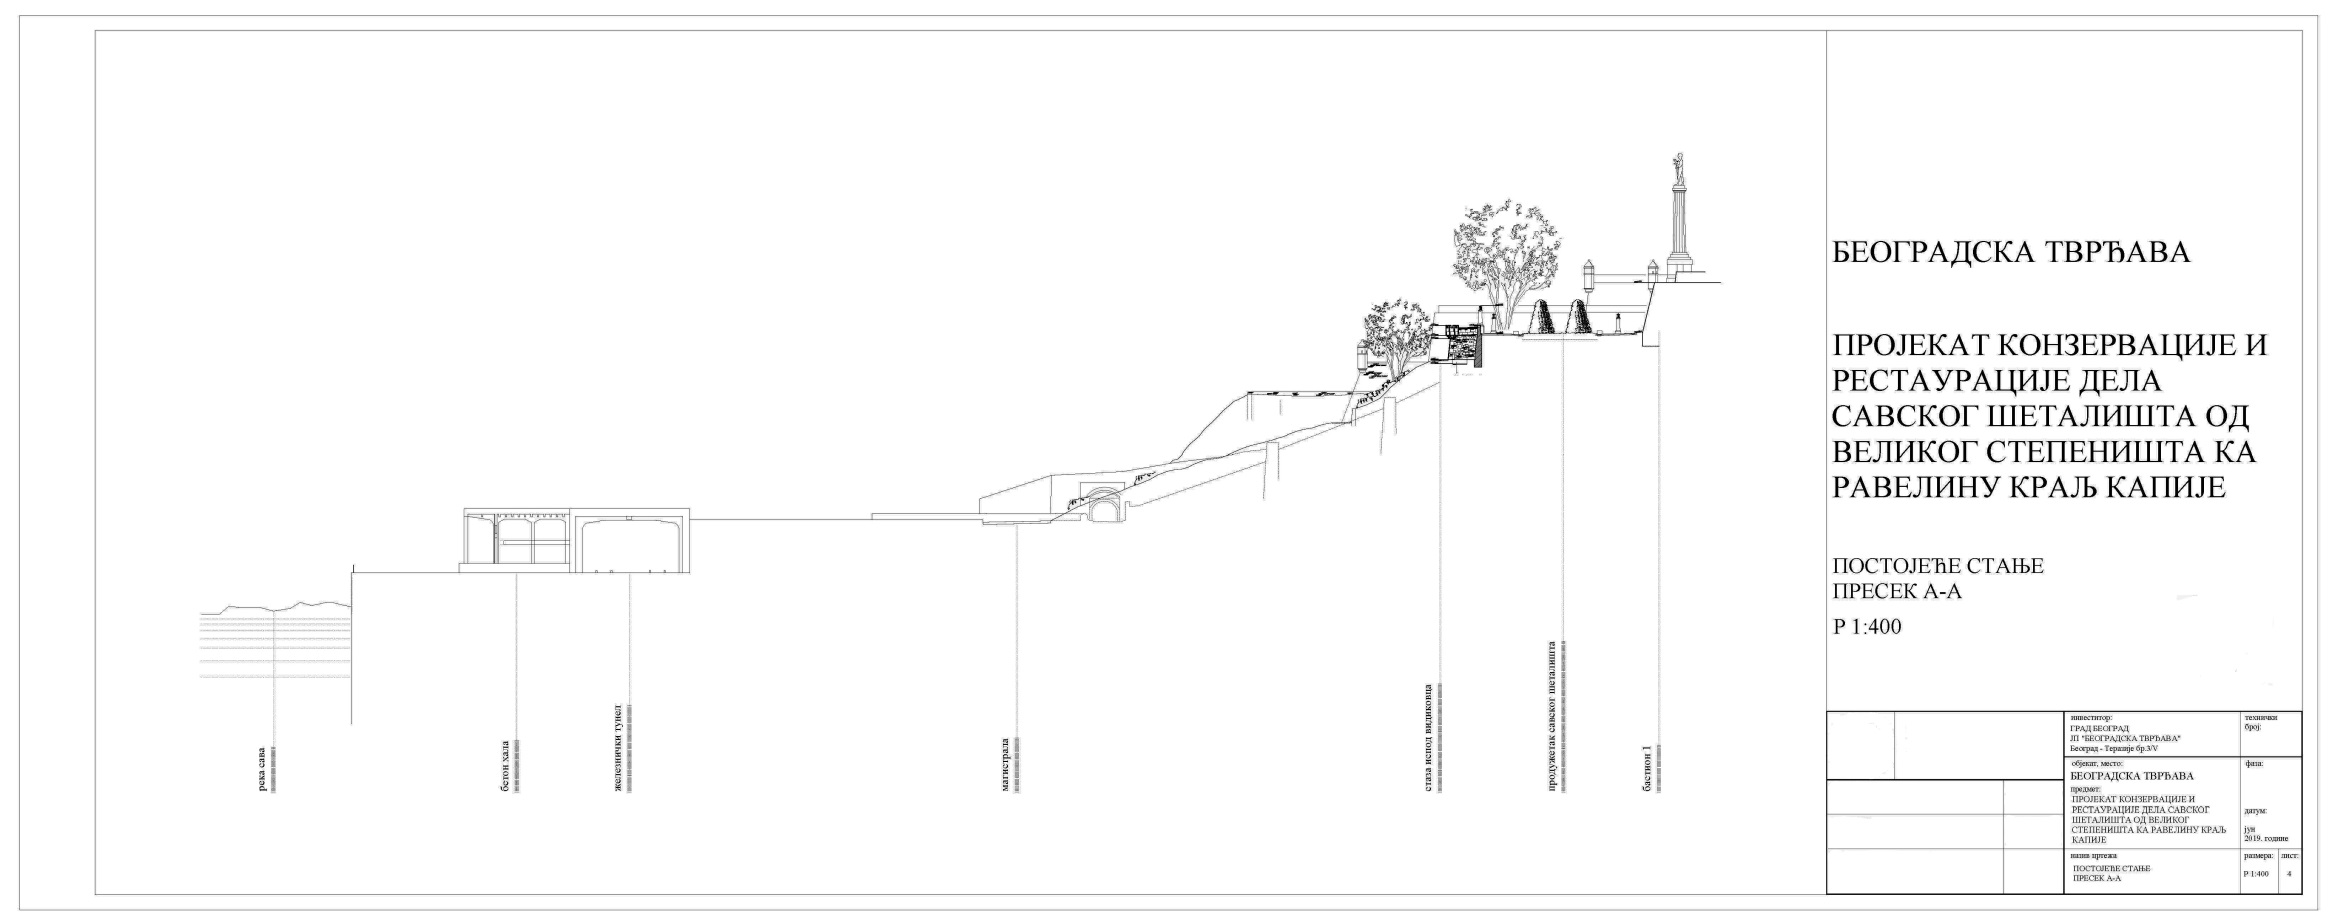 БЕОГРАДСКА ТВРЂАВА
ПРОЈЕКАТ КОНЗЕРВАЦИЈЕ И
РЕСТАУРАЦИЈЕ ДЕЛА
САВСКОГ ШЕТАЛИШТА ОД
ВЕЛИКОГ СТЕПЕНИШТА КА
РАВЕЛИНУ КРАЉ КАПИЈЕ
ПОСТОЈЕЋЕ СТАЊЕ
ПРЕСЕК А-А
Р 1:400
река сава
бетон хала
железнички тунел
магистрала
стаза испод видиковца
продужетак савског шеталишта
бастион 1
инвеститор:
ГРАД БЕОГРАД
ЈП "БЕОГРАДСКА ТВРЂАВА"
Београд - Теразије бр.3/V
технички
број:
објекат, место:
БЕОГРАДСКА ТВРЂАВА
фаза:
предмет:
ПРОЈЕКАТ КОНЗЕРВАЦИЈЕ И
РЕСТАУРАЦИЈЕ ДЕЛА САВСКОГ
ШЕТАЛИШТА ОД ВЕЛИКОГ
СТЕПЕНИШТА КА РАВЕЛИНУ КРАЉ
КАПИЈЕ
датум:
јун
2019. године
назив цртежа
ПОСТОЈЕЋЕ СТАЊЕ
ПРЕСЕК А-А
размера:
Р 1:400
лист:
4